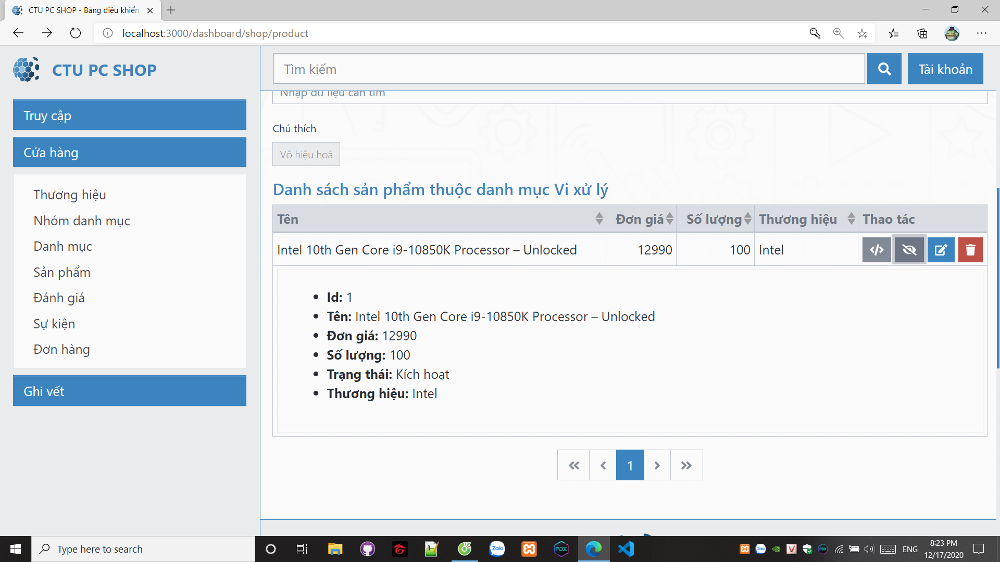 CTU PC SHOP - Bảng điều khiển
localhost:3000/dashboard/shop/product
CTU PC SHOP
Tìm kiếm
Tài khoản
Truy cập
Cửa hàng
Thương hiệu
Nhóm danh mục
Danh mục
Sản phẩm
Đánh giá
Sự kiện
Đơn hàng
Ghi vết
Nhập dữ liệu cần tìm
Chú thích
Vô hiệu hoá
Danh sách sản phẩm thuộc danh mục Vi xử lý
Tên Đơn giá Số lượng Thương hiệu Thao tác
Intel 10th Gen Core i9-10850K Processor – Unlocked 12990 100 Intel
Id: 1
Tên: Intel 10th Gen Core i9-10850K Processor – Unlocked
Đơn giá: 12990
Số lượng: 100
Trạng thái: Kích hoạt
Thương hiệu: Intel
1
Type here to search
Zalo
nox
ENG
8:23 PM
12/17/2020